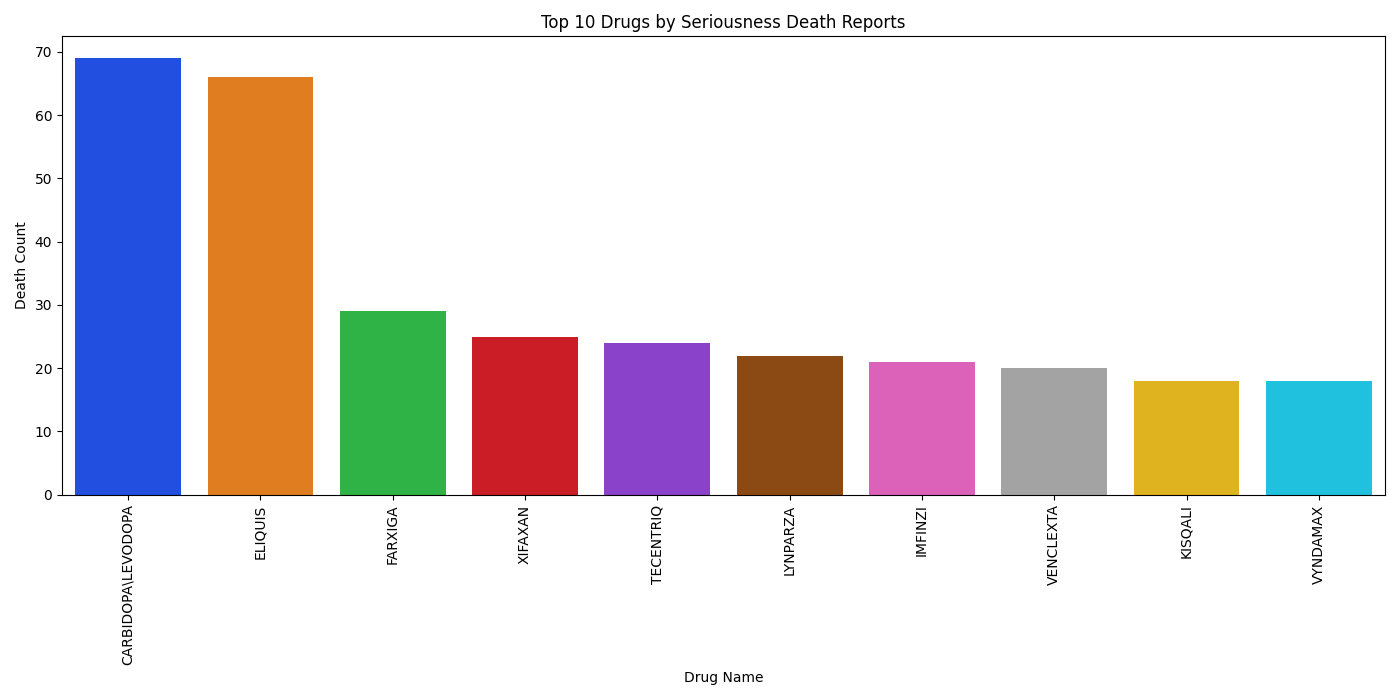 Top 10 Drugs by Seriousness Death Reports
Death Count
70
60
50
40
30
20
10
0
CARBIDOPA\LEVODOPA
ELIQUIS
FARXIGA
XIFAXAN
TECENTRIQ
LYNPARZA
IMFINZI
VENCLEXTA
KISQALI
VYNDAMAX
Drug Name